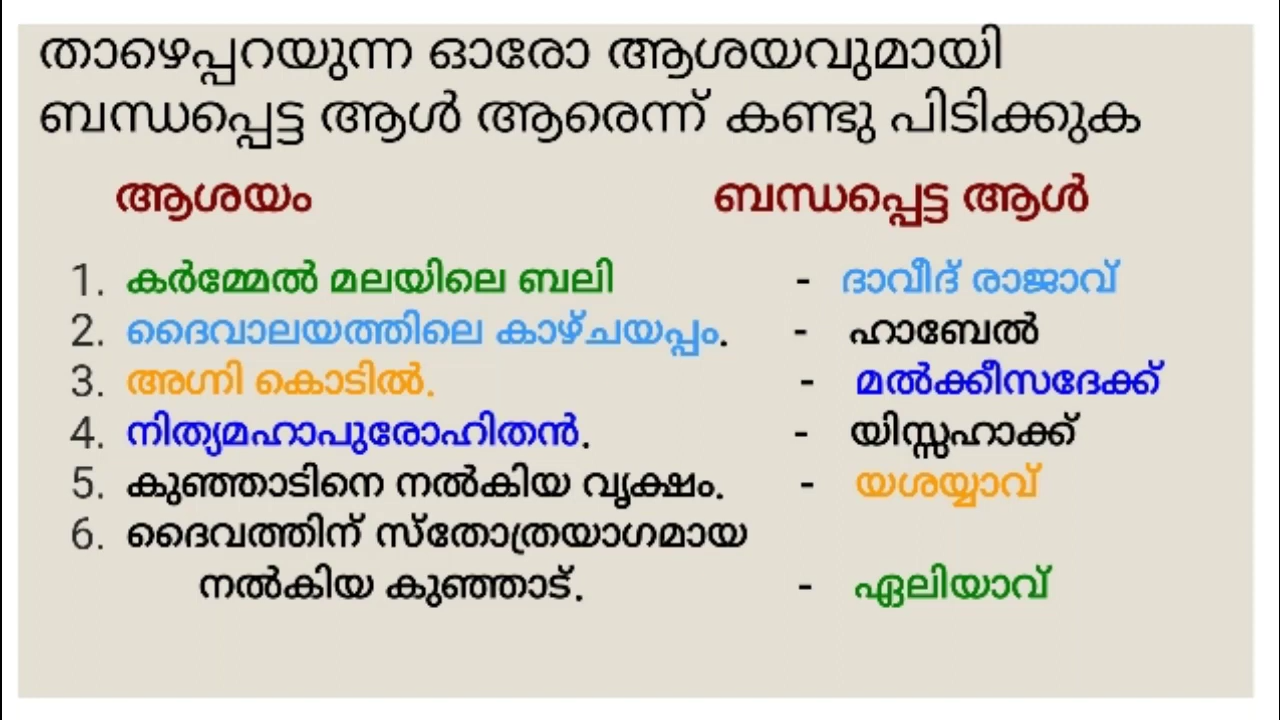 താഴെപ്പറയുന്ന ഓരോ ആശയവുമായി
ബന്ധപ്പെട്ട ആൾ ആരെന്ന് കണ്ടു പിടിക്കുക
ആശയം ബന്ധപ്പെട്ട ആൾ
1. കർമ്മേൽ മലയിലെ ബലി - ദാവീദ് രാജാവ്
2. ദൈവാലയത്തിലെ കാഴ്ചയപ്പം. - ഹാബേൽ
3. അഗ്നി കൊടിൽ. - മൽക്കീസദേക്ക്
4. നിത്യമഹാപുരോഹിതൻ. - യിസ്സഹാക്ക്
5. കുഞ്ഞാടിനെ നൽകിയ വൃക്ഷം. - യശയ്യാവ്
6. ദൈവത്തിന് സ്തോത്രയാഗമായ
നൽകിയ കുഞ്ഞാട്. - ഏലിയാവ്